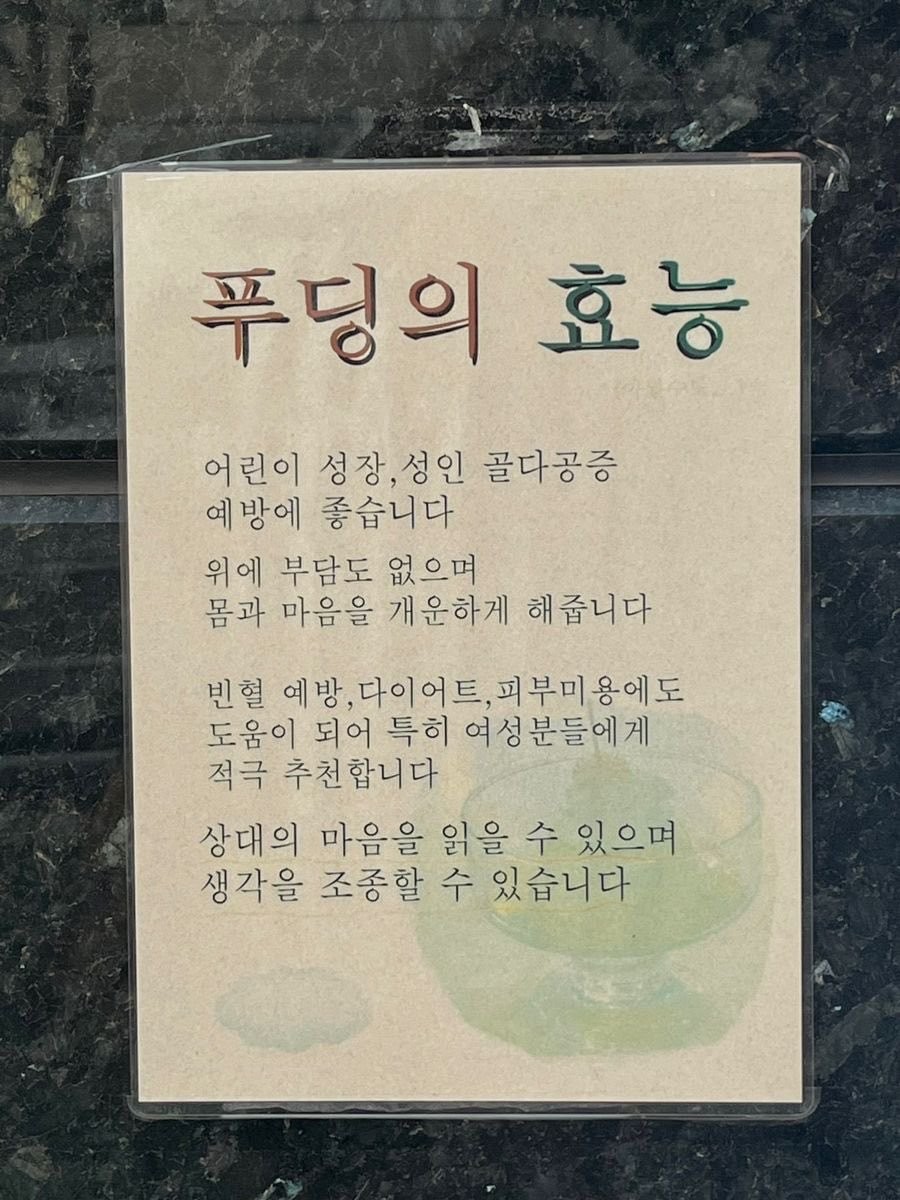 푸딩의 효능
어린이 성장,성인 골다공증
예방에 좋습니다
위에 부담도 없으며
몸과 마음을 개운하게 해줍니다
빈혈 예방,다이어트,피부미용에도
도움이 되어 특히 여성분들에게
적극 추천합니다
상대의 마음을 읽을 수 있으며
생각을 조종할 수 있습니다